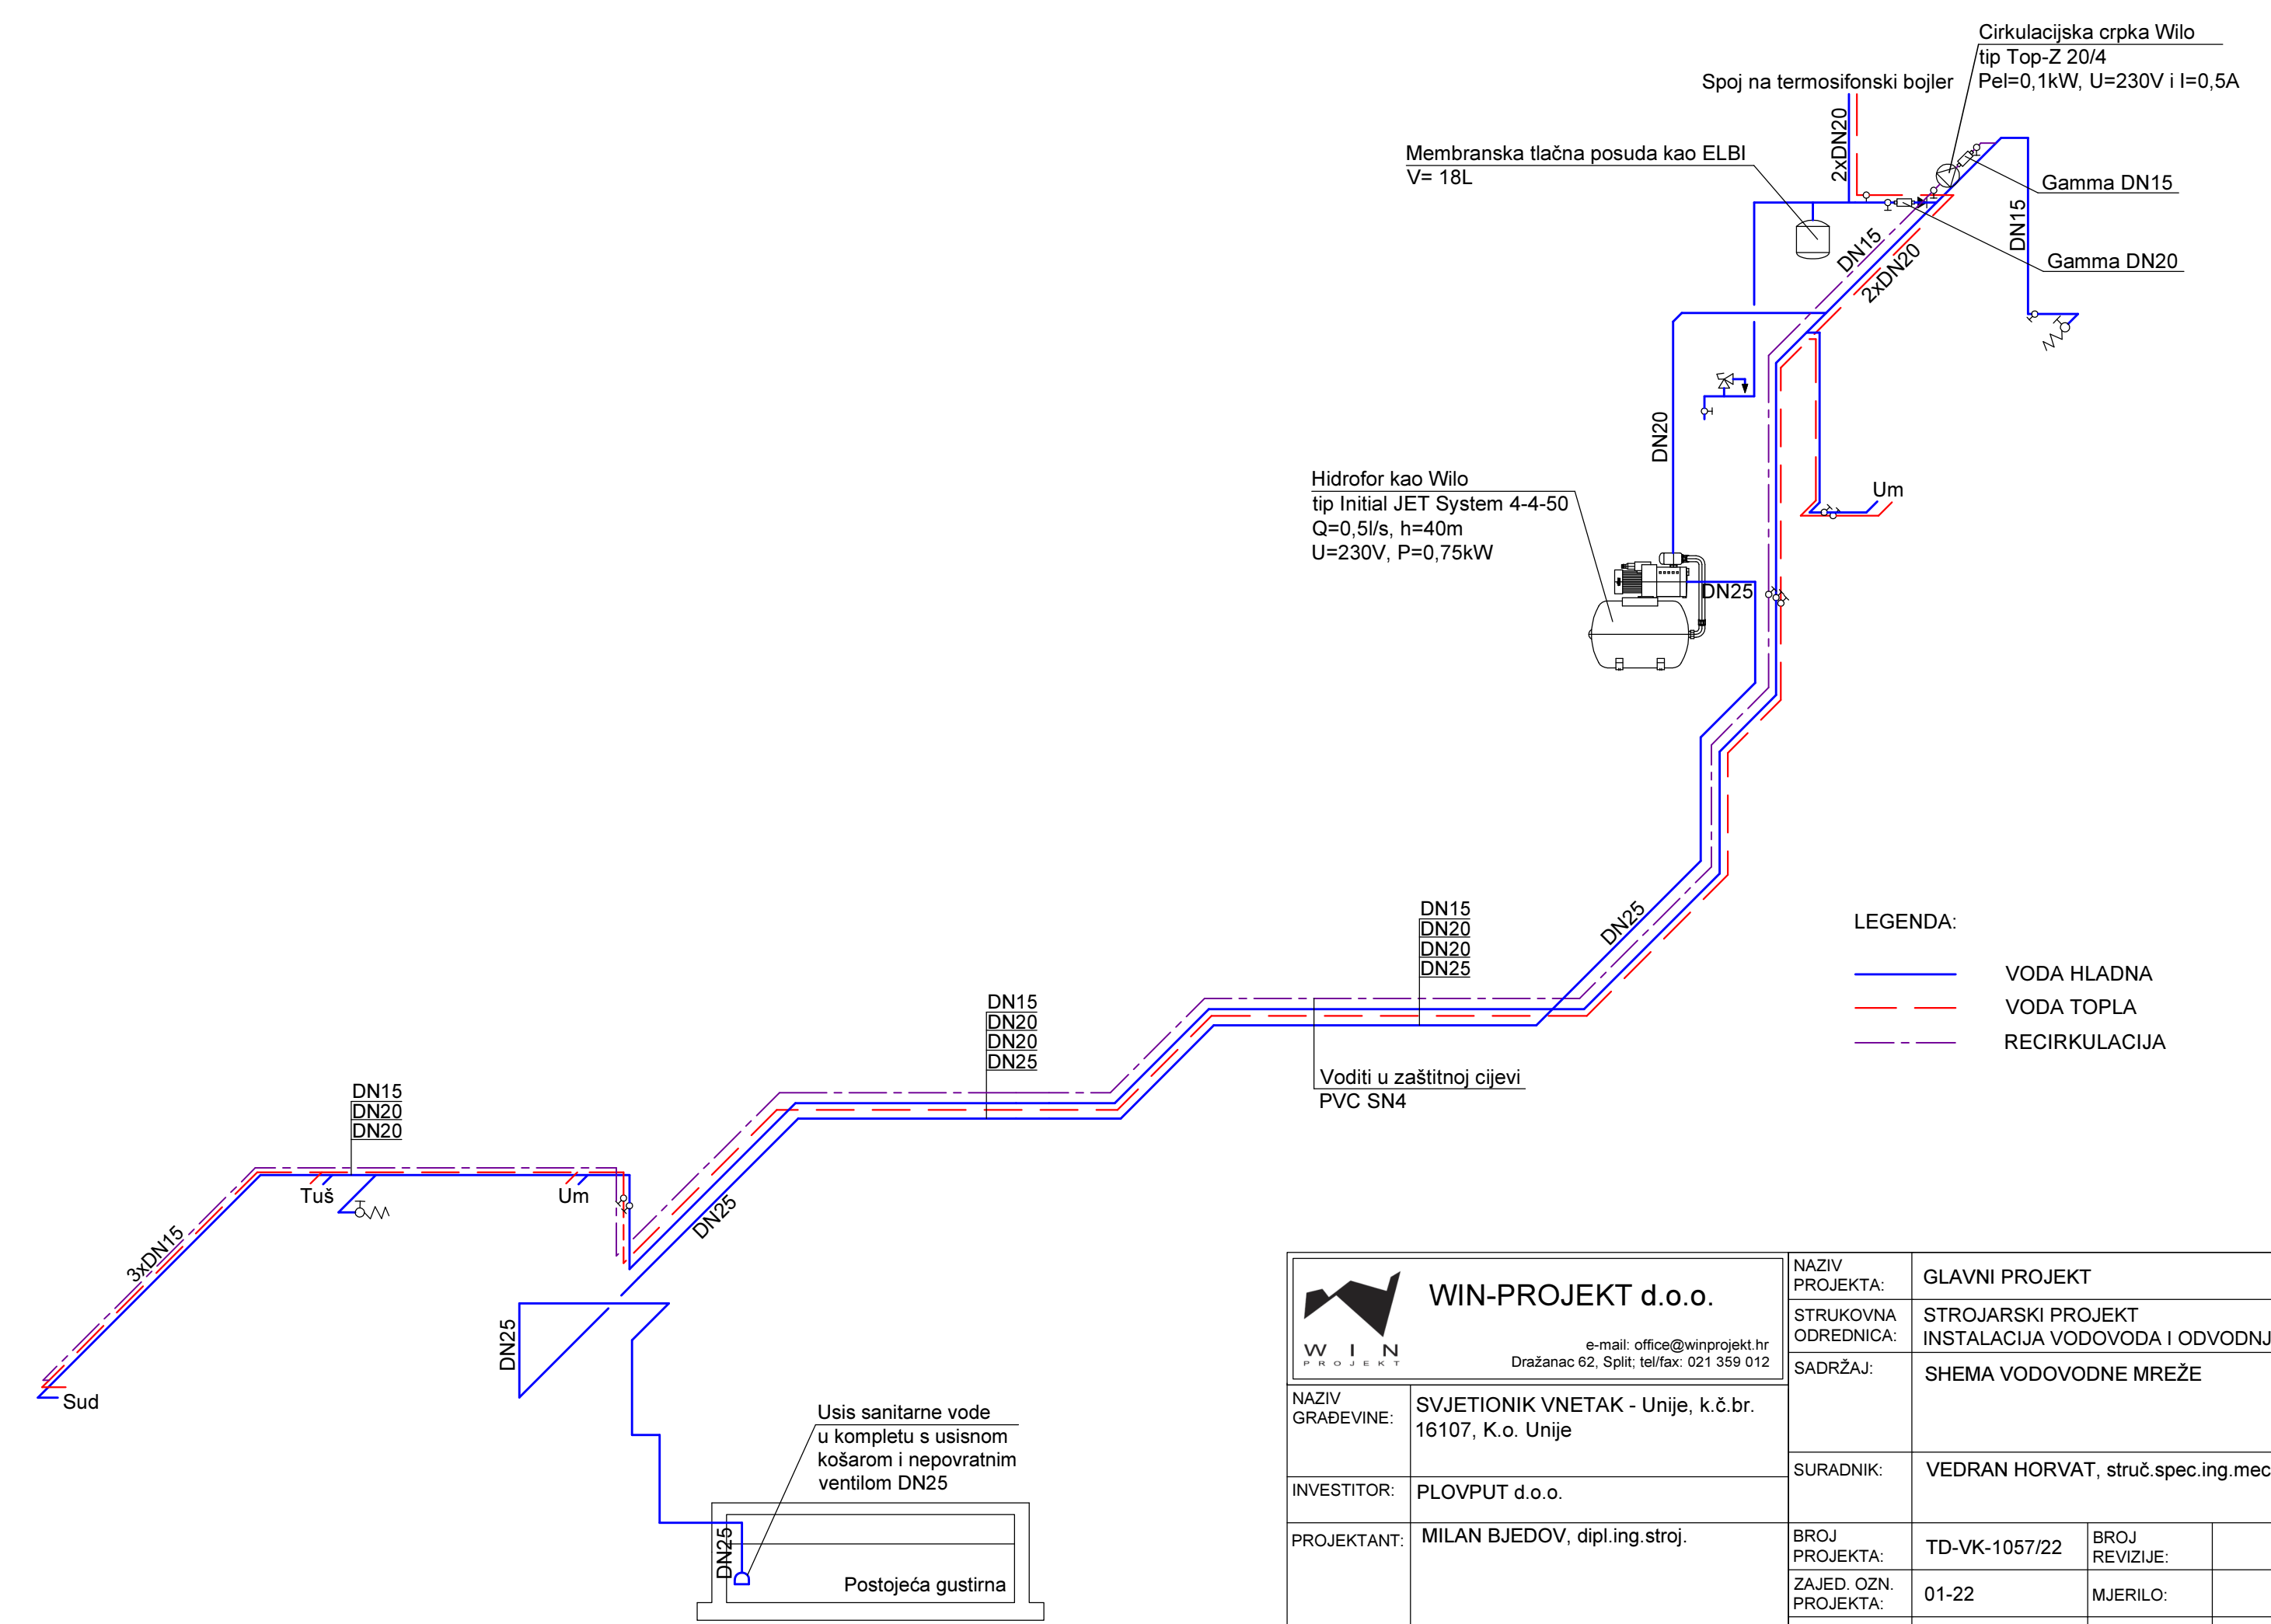 Cirkulacijska crpka Wilo
tip Top-Z 20/4
Pel=0,1kW, U=230V i I=0,5A
Spoj na termosifonski bojler
2xDN20
Membranska tlačna posuda kao ELBI
V= 18L
Gamma DN15
DN15
Gamma DN20
DN15
2xDN20
DN20
Hidrofor kao Wilo
tip Initial JET System 4-4-50
Q=0,5l/s, h=40m
U=230V, P=0,75kW
Um
DN25
DN25
DN15
DN20
DN20
DN25
LEGENDA:
VODA HLADNA
VODA TOPLA
RECIRKULACIJA
DN15
DN20
DN20
DN25
Voditi u zaštitnoj cijevi
PVC SN4
DN15
DN20
DN20
Tuš
Um
3xDN15
DN25
DN25
Sud
Usis sanitarne vode
u kompletu s usisnom
košarom i nepovratnim
ventilom DN25
DN25
Postojeća gustirna
WIN
PROJEKT
WIN-PROJEKT d.o.o.
e-mail: office@winprojekt.hr
Dražanac 62, Split; tel/fax: 021 359 012
NAZIV PROJEKTA:
GLAVNI PROJEKT
STRUKOVNA ODREDNICA:
STROJARSKI PROJEKT
INSTALACIJA VODOVODA I ODVODNJ
SADRŽAJ:
SHEMA VODOVODNE MREŽE
NAZIV GRAĐEVINE:
SVJETIONIK VNETAK - Unije, k.č.br.
16107, K.o. Unije
SURADNIK:
VEDRAN HORVAT, struč.spec.ing.mec
INVESTITOR:
PLOVPUT d.o.o.
PROJEKTANT:
MILAN BJEDOV, dipl.ing.stroj.
BROJ PROJEKTA:
TD-VK-1057/22
BROJ REVIZIJE:
ZAJED. OZN. PROJEKTA:
01-22
MJERILO: